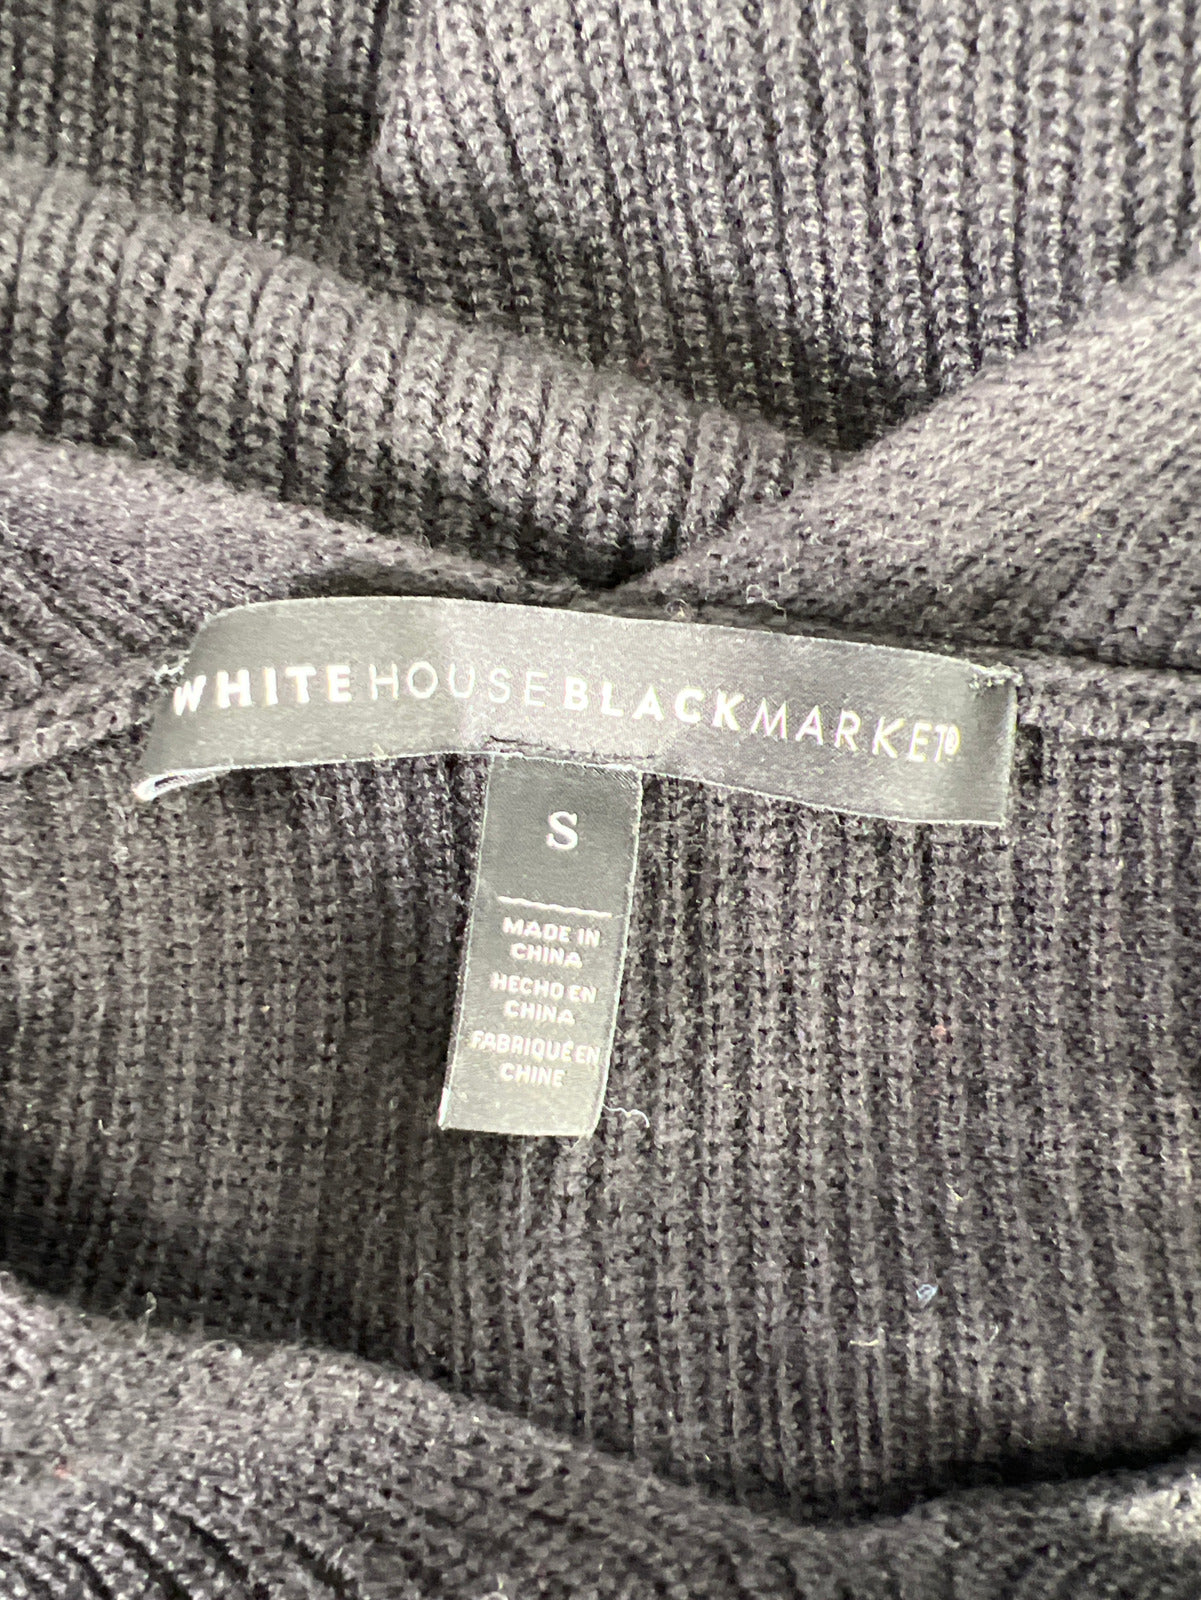 WHITEHOUSEBLACKMARKET®
S
MADE IN
CHINA
HECHO EN
CHINA
FABRIQUÉ EN
CHINE